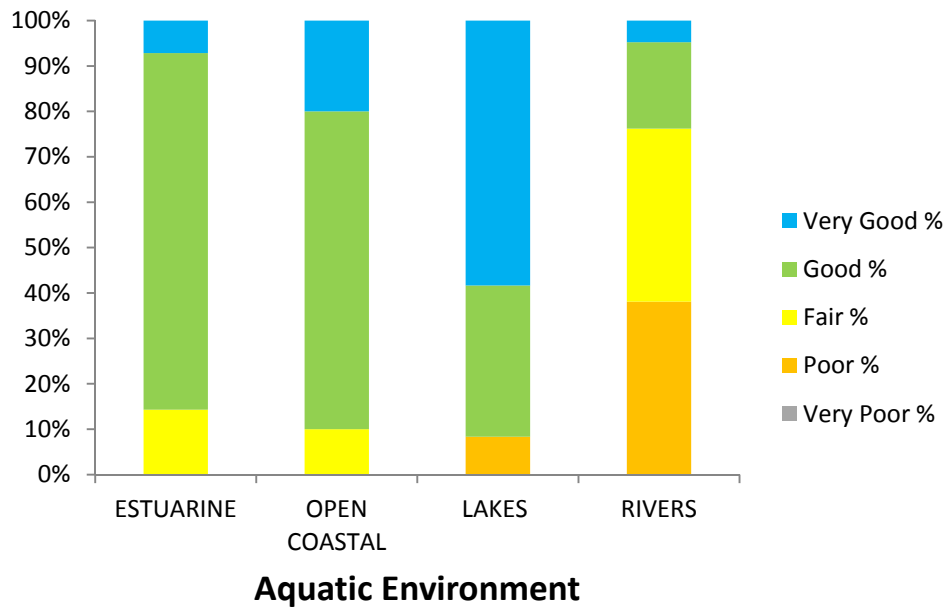 100%
90%
80%
70%
60%
50%
40%
30%
20%
10%
0%
ESTUARINE
OPEN
COASTAL
LAKES
RIVERS
Aquatic Environment
Very Good %
Good %
Fair %
Poor %
Very Poor %